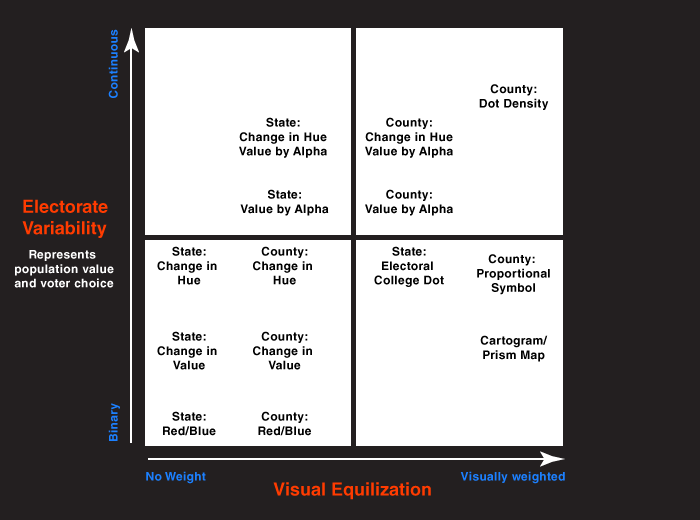 Continuous
Electorate
Variability
Represents
population value
and voter choice
Binary
County:
Dot Density
State:
Change in Hue
Value by Alpha
County:
Change in Hue
Value by Alpha
State:
Value by Alpha
County:
Value by Alpha
State:
Change in
Hue
County:
Change in
Hue
State:
Electoral
College Dot
County:
Proportional
Symbol
State:
Change in
Value
County:
Change in
Value
Cartogram/
Prism Map
State:
Red/Blue
County:
Red/Blue
No Weight
Visually weighted
Visual Equilization